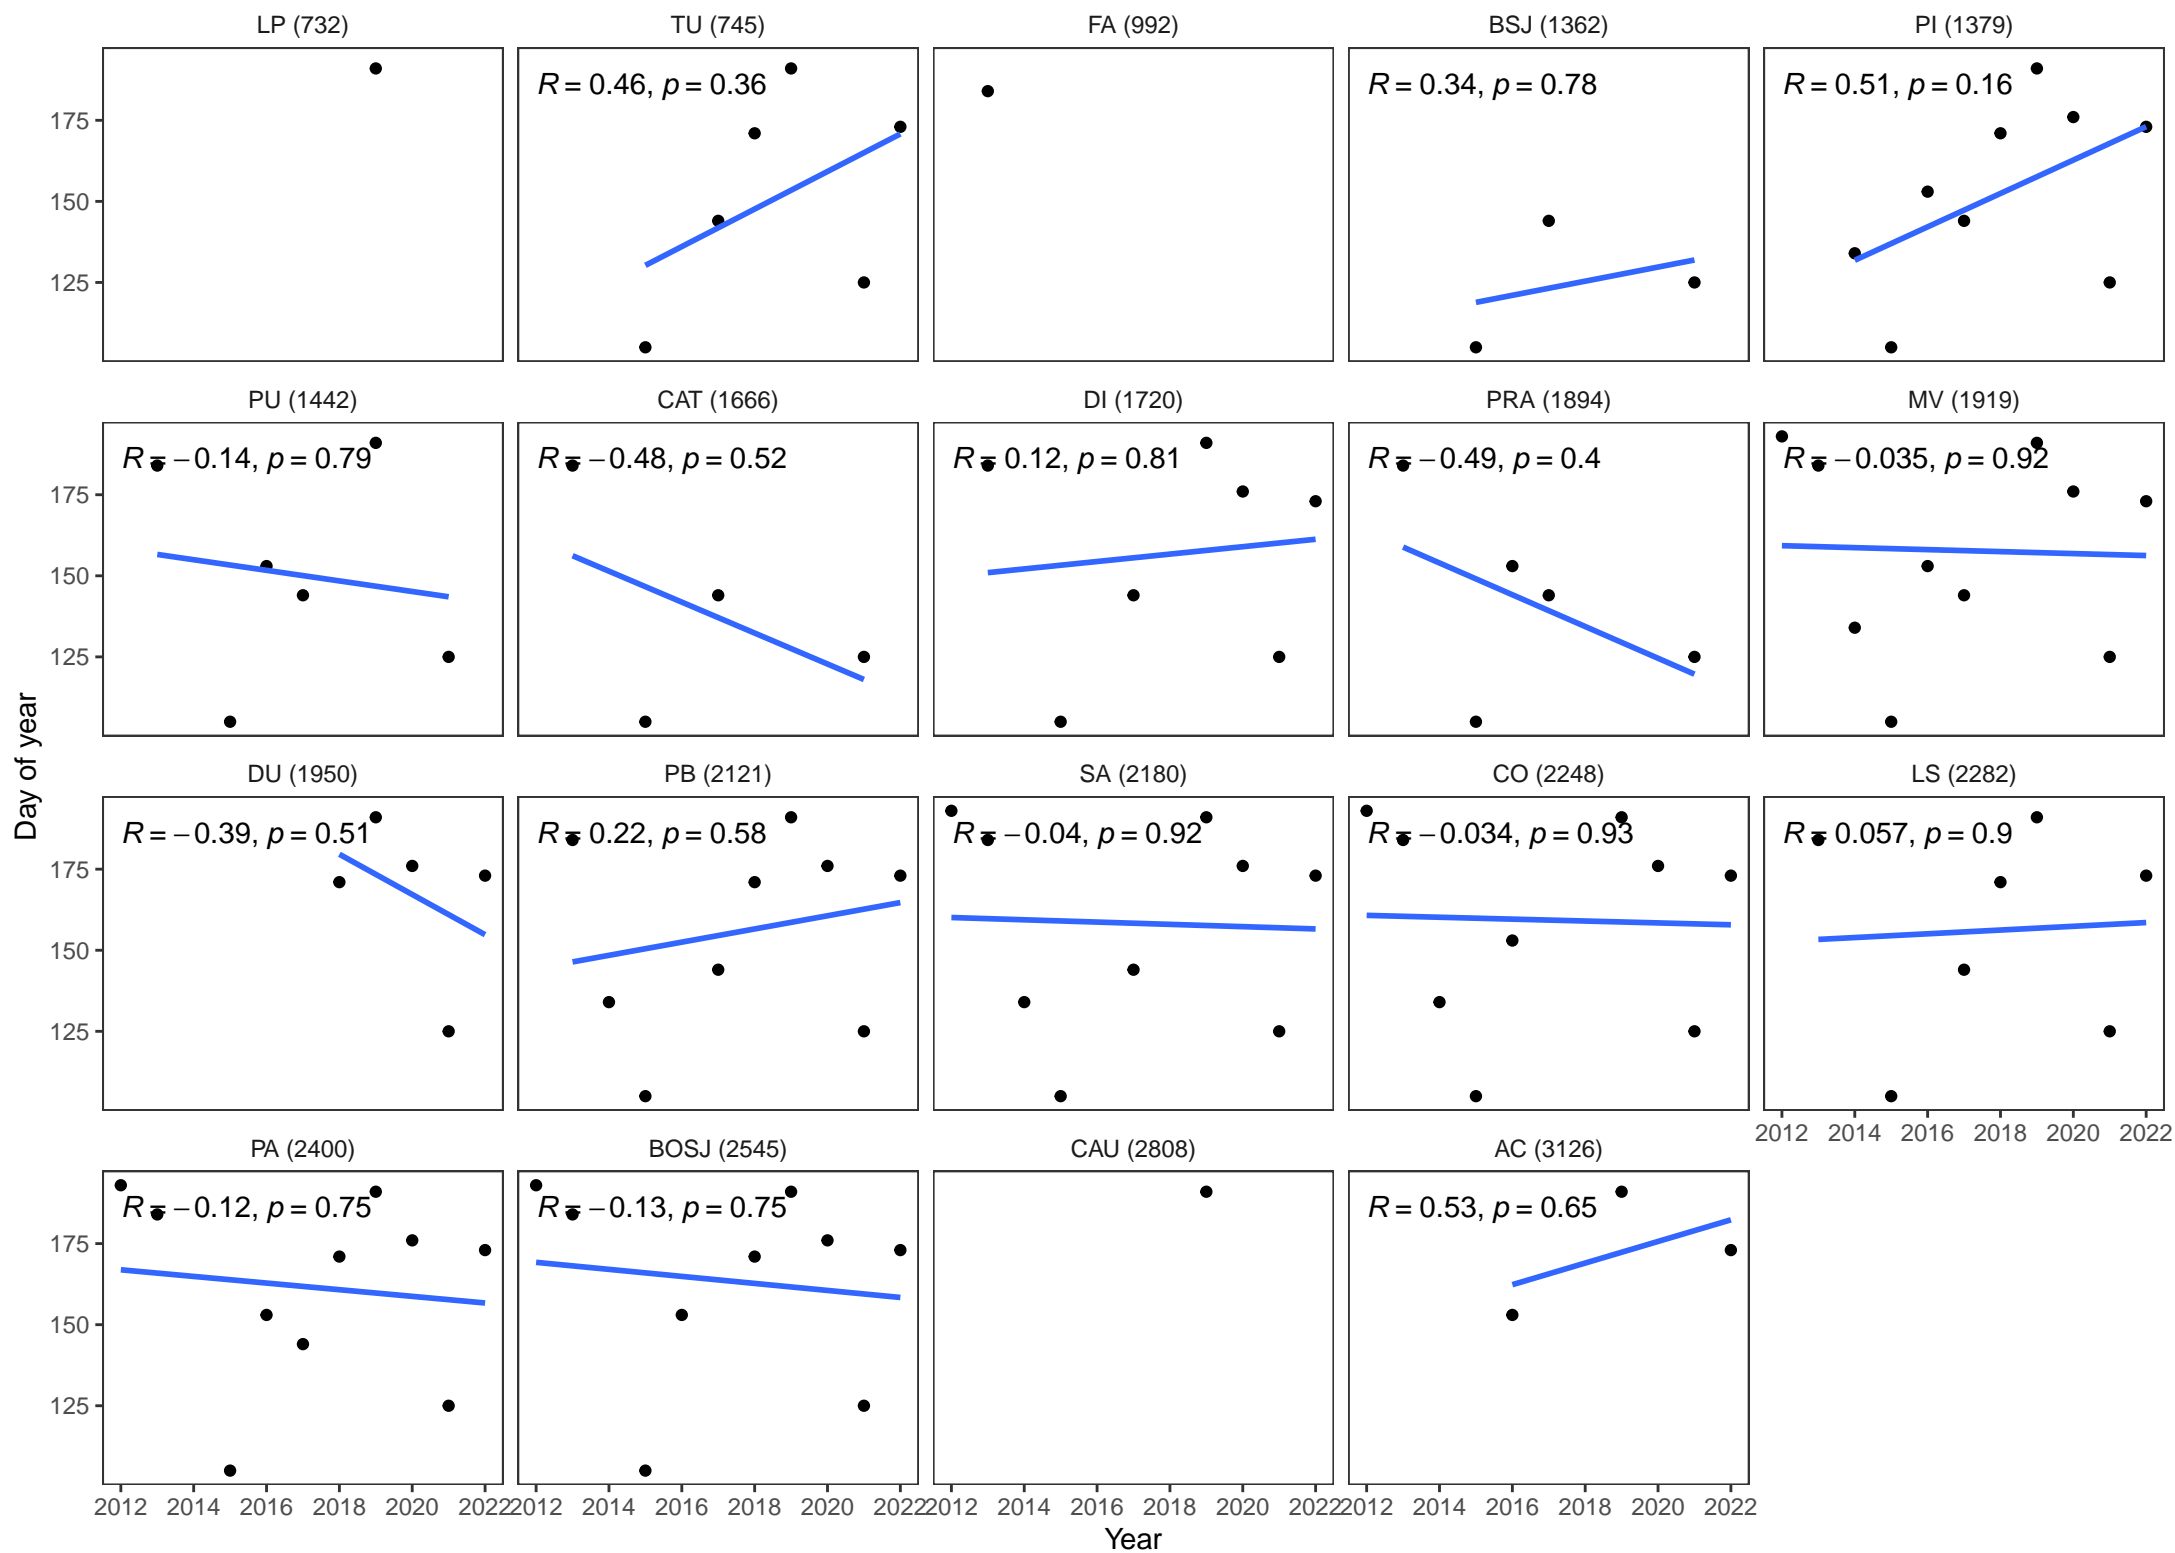 LP (732)
TU (745)
FA (992)
BSJ (1362)
PI (1379)
R = 0.46, p = 0.36
R = 0.34, p = 0.78
R = 0.51, p = 0.16
175
150
125
PU (1442)
CAT (1666)
DI (1720)
PRA (1894)
MV (1919)
R = −0.14, p = 0.79
R = −0.48, p = 0.52
R = 0.12, p = 0.81
R = −0.49, p = 0.4
R = −0.035, p = 0.92
175
150
125
Day of year
DU (1950)
PB (2121)
SA (2180)
CO (2248)
LS (2282)
R = −0.39, p = 0.51
R = 0.22, p = 0.58
R = −0.04, p = 0.92
R = −0.034, p = 0.93
R = 0.057, p = 0.9
175
150
125
2012 2014 2016 2018 2020 2022
PA (2400)
BOSJ (2545)
CAU (2808)
AC (3126)
R = −0.12, p = 0.75
R = −0.13, p = 0.75
R = 0.53, p = 0.65
175
150
125
2012 2014 2016 2018 2020 2022
2012 2014 2016 2018 2020 2022
2012 2014 2016 2018 2020 2022
2012 2014 2016 2018 2020 2022
Year